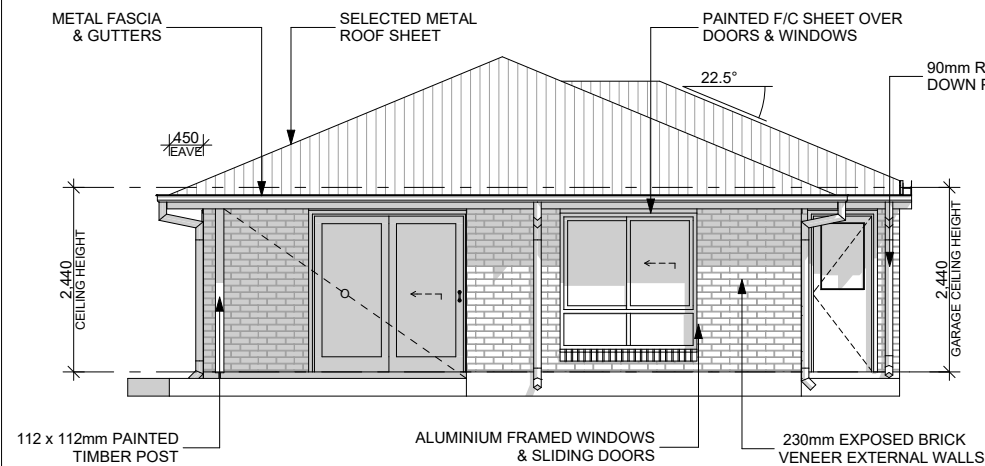 METAL FASCIA
& GUTTERS
SELECTED METAL
ROOF SHEET
PAINTED F/C SHEET OVER
DOORS & WINDOWS
90mm
DOWN
22.5°
450
EAVE
2,440
CEILING HEIGHT
2,440
GARAGE CEILING HEIGHT
112 x 112mm PAINTED
TIMBER POST
ALUMINIUM FRAMED WINDOWS
& SLIDING DOORS
230mm EXPOSED BRICK
VENEER EXTERNAL WALLS